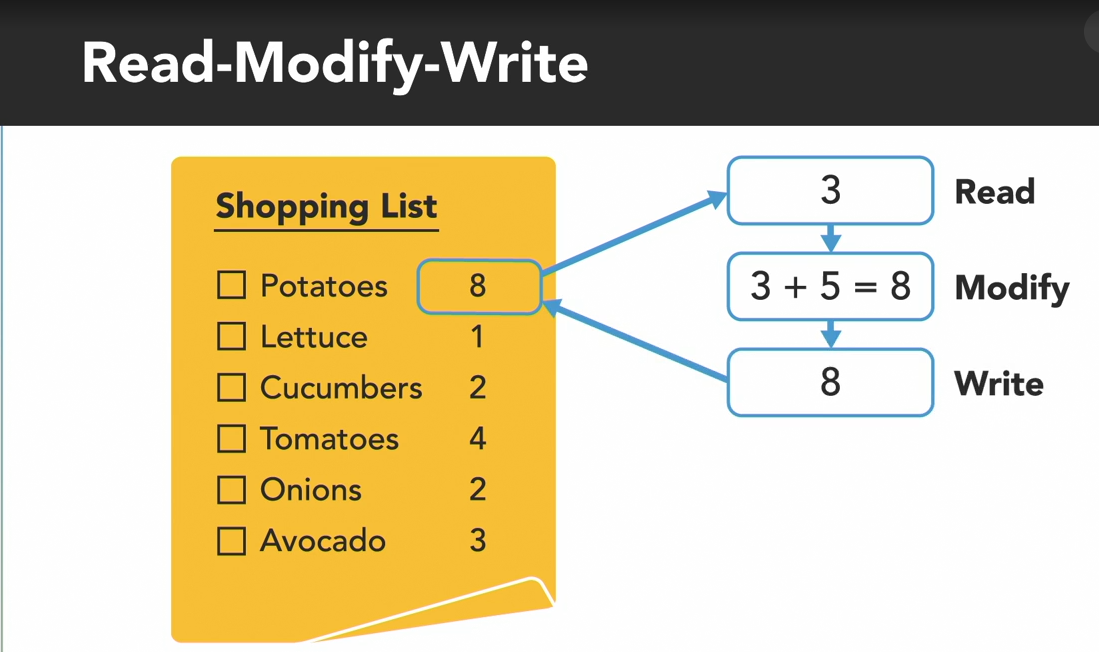 Read-Modify-Write
Shopping List
Potatoes 8
Lettuce 1
Cucumbers 2
Tomatoes 4
Onions 2
Avocado 3
3 Read
3 + 5 = 8 Modify
8 Write